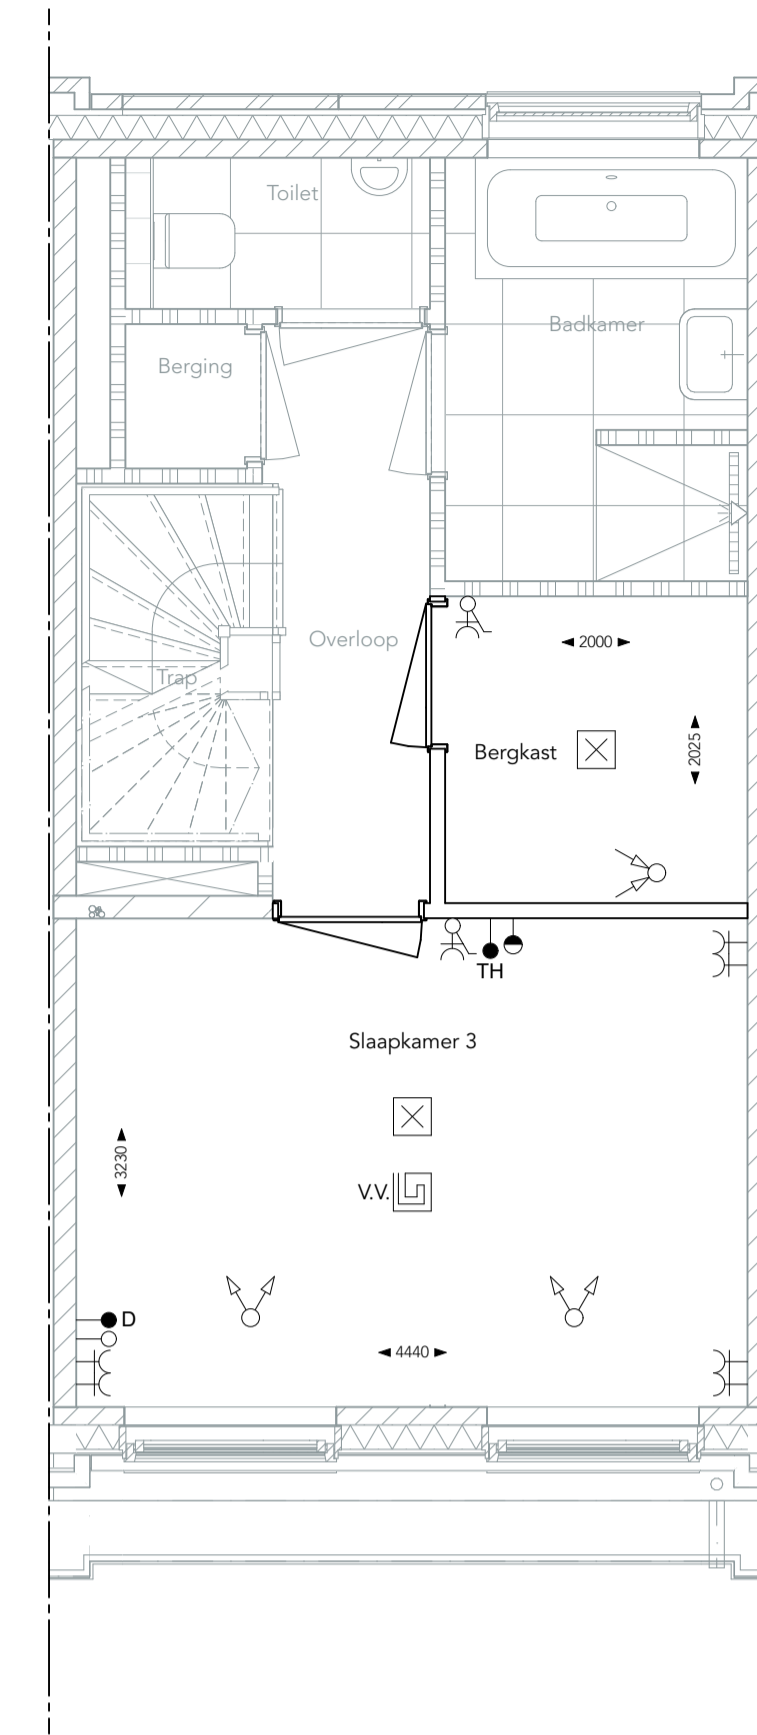 Toilet
Badkamer
Berging
Overloop
2000
Trap
Bergkast
2025
TH
Slaapkamer 3
3230
V.V.
D
4440